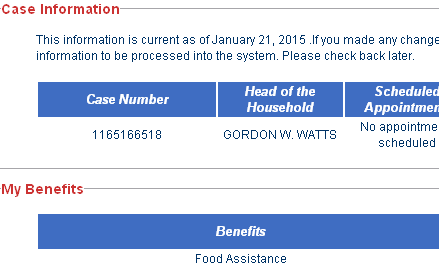 Case Information
This information is current as of January 21, 2015 .If you made any change
information to be processed into the system. Please check back later.
Case Number Head of the Household Scheduled Appointmen
1165166518 GORDON W. WATTS No appointme scheduled
My Benefits
Benefits
Food Assistance